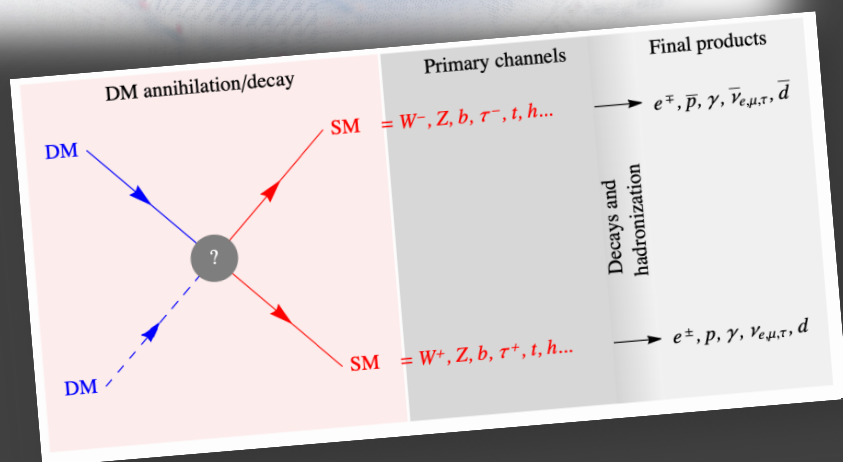 DM annihilation/decay
Primary channels
Final products
DM
SM = W⁻, Z, b, τ⁻, t, h...
e∓, p̅, γ, ν̅e,μ,τ, d̅
?
Decays and
hadronization
DM
SM = W⁺, Z, b, τ⁺, t, h...
e±, p, γ, νe,μ,τ, d